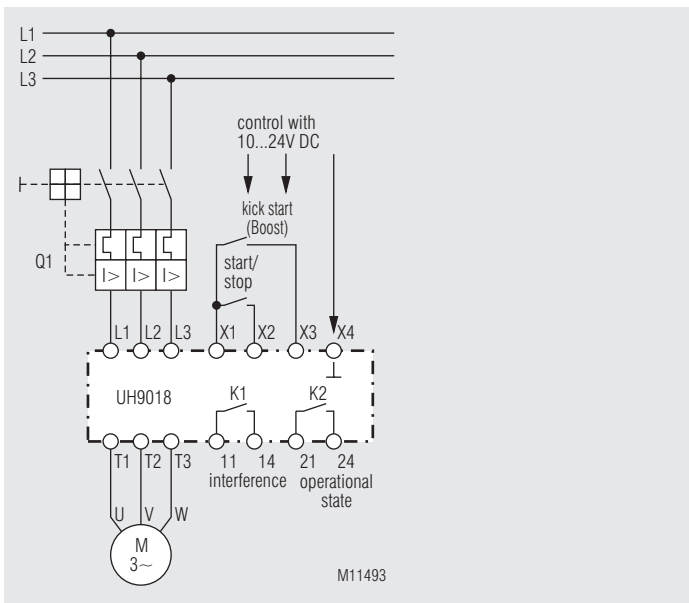 L1
L2
L3
control with
10...24V DC
kick start
(Boost)
start/
stop
Q1
I> I> I>
L1 L2 L3 X1 X2 X3 X4
UH9018 K1 K2
T1 T2 T3 11 14 21 24
interference operational
state
U V W
M
3~
M11493